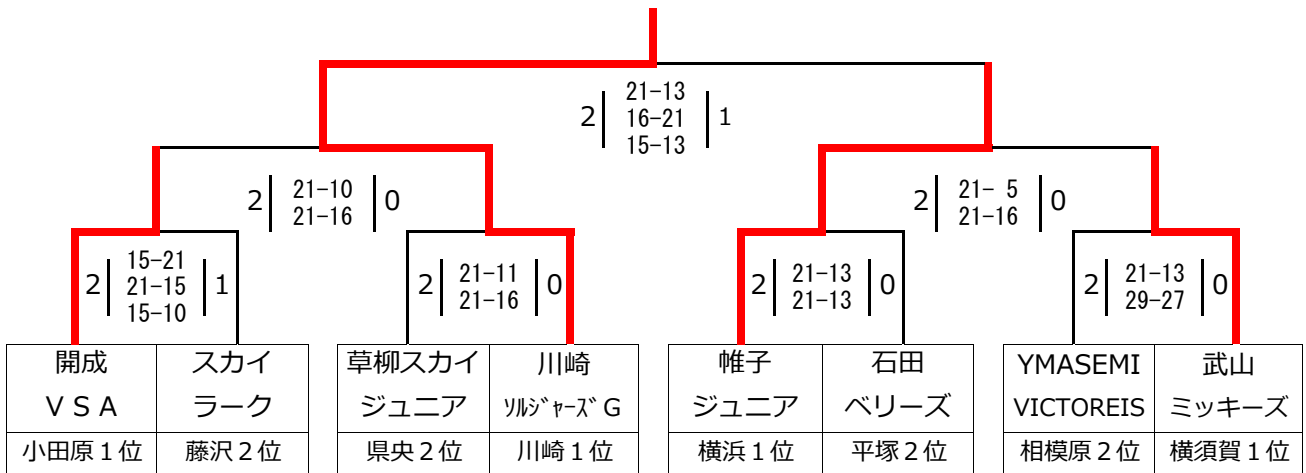 21-13
2 16-21 1
15-13
21-10
2 21-16 0
21- 5
2 21-16 0
15-21
2 21-15 1
15-10
21-11
2 21-16 0
21-13
2 21-13 0
21-13
2 29-27 0
開成 スカイ 草柳スカイ 川崎 帷子 石田 YMASEMI 武山
ＶＳＡ ラーク ジュニア ｿﾙｼﾞｬｰｽﾞＧ ジュニア ベリーズ VICTOREIS ミッキーズ
小田原１位 藤沢２位 県央２位 川崎１位 横浜１位 平塚２位 相模原２位 横須賀１位